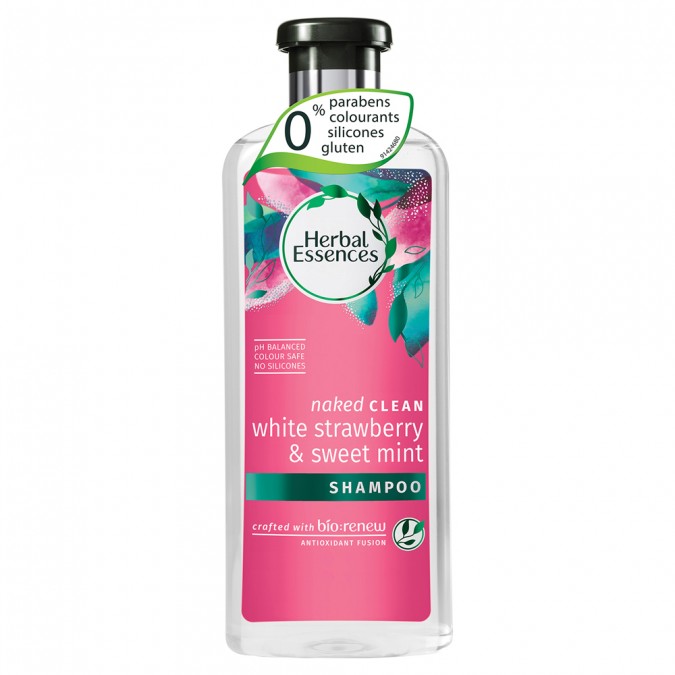 0% parabens
colourants
silicones
gluten
91424680
Herbal
Essences
pH BALANCED
COLOUR SAFE
NO SILICONES
naked CLEAN
white strawberry
& sweet mint
SHAMPOO
crafted with bio:renew
ANTIOXIDANT FUSION